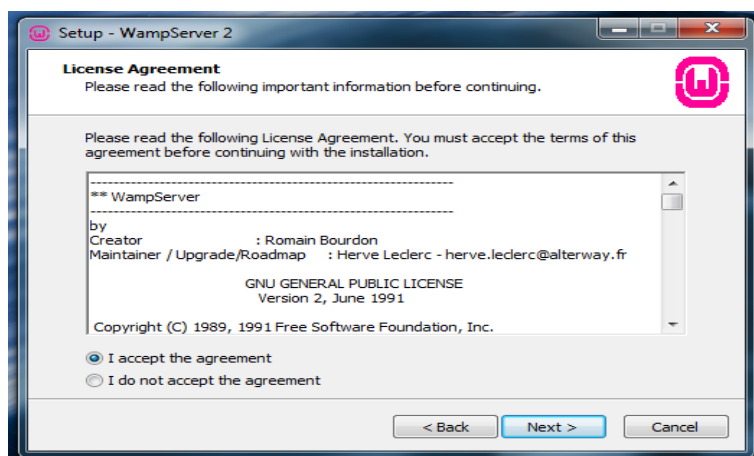 Setup - WampServer 2
License Agreement
Please read the following important information before continuing.
Please read the following License Agreement. You must accept the terms of this
agreement before continuing with the installation.
------------------------------------------------------------
** WampServer
------------------------------------------------------------
by
Creator : Romain Bourdon
Maintainer / Upgrade/Roadmap : Herve Leclerc - herve.leclerc@alterway.fr
GNU GENERAL PUBLIC LICENSE
Version 2, June 1991
Copyright (C) 1989, 1991 Free Software Foundation, Inc.
I accept the agreement
I do not accept the agreement
< Back Next > Cancel